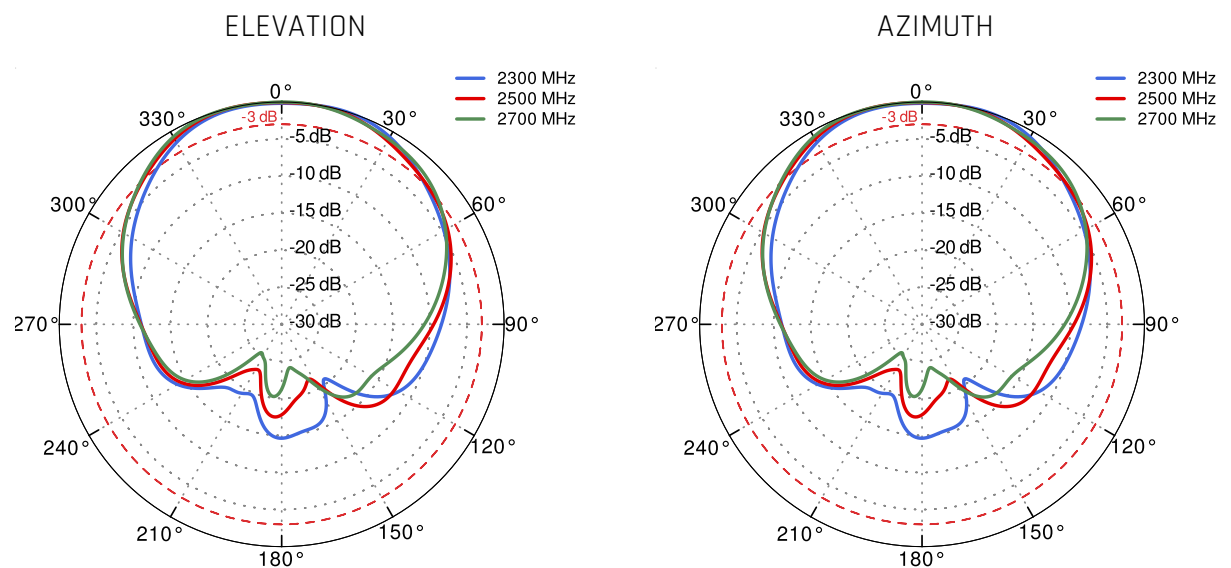 ELEVATION
2300 MHz
2500 MHz
2700 MHz
0°
-3 dB
330°
30°
-5 dB
-10 dB
300°
60°
-15 dB
-20 dB
-25 dB
270°
-30 dB
90°
240°
120°
210°
150°
180°
AZIMUTH
2300 MHz
2500 MHz
2700 MHz
0°
-3 dB
330°
30°
-5 dB
-10 dB
300°
60°
-15 dB
-20 dB
-25 dB
270°
-30 dB
90°
240°
120°
210°
150°
180°